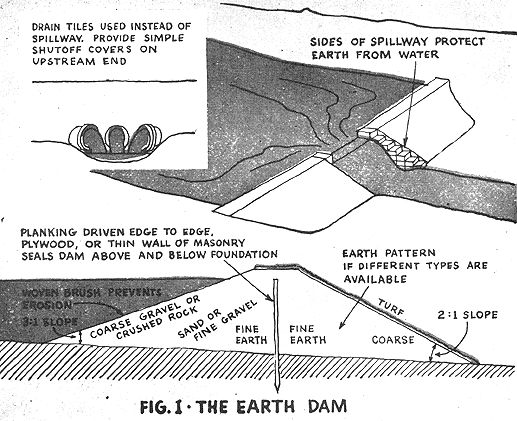 DRAIN TILES USED INSTEAD OF
SPILLWAY. PROVIDE SIMPLE
SHUTOFF COVERS ON
UPSTREAM END
SIDES OF SPILLWAY PROTECT
EARTH FROM WATER
PLANKING DRIVEN EDGE TO EDGE,
PLYWOOD, OR THIN WALL OF MASONRY
SEALS DAM ABOVE AND BELOW FOUNDATION
EARTH PATTERN
IF DIFFERENT TYPES ARE
AVAILABLE
WOVEN BRUSH PREVENTS
EROSION
3:1 SLOPE
COARSE GRAVEL OR
CRUSHED ROCK
SAND OR
FINE GRAVEL
FINE
EARTH
FINE
EARTH
TURF
COARSE
2:1 SLOPE
FIG. 1 · THE EARTH DAM